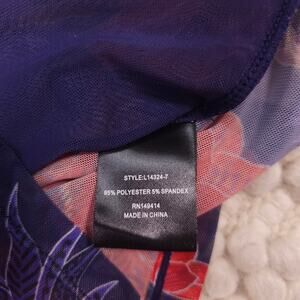 STYLE:L14324-7
95% POLYESTER 5% SPANDEX
RN149414
MADE IN CHINA